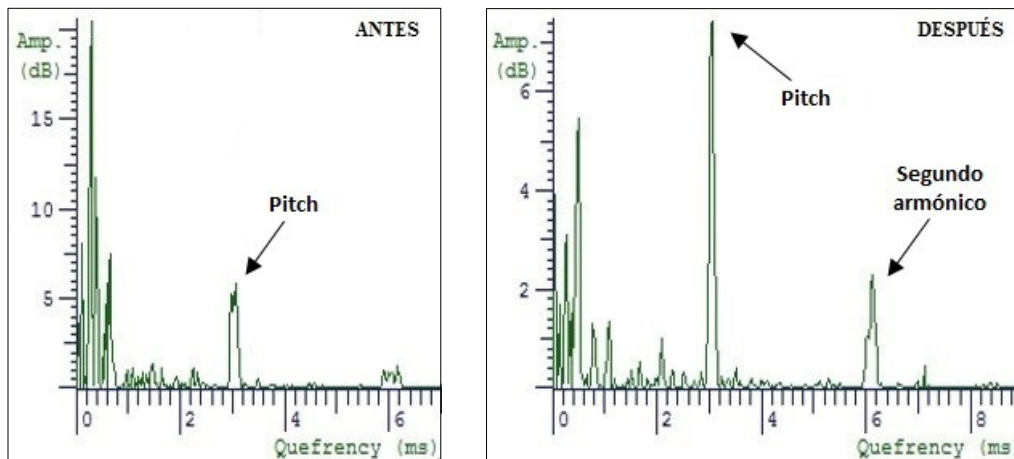 ANTES
Amp.
(dB)
15
10
5
Pitch
0 2 4 6
Quefrency (ms)
DESPUÉS
Amp.
(dB)
6
4
2
Pitch
Segundo
armónico
0 2 4 6 8
Quefrency (ms)